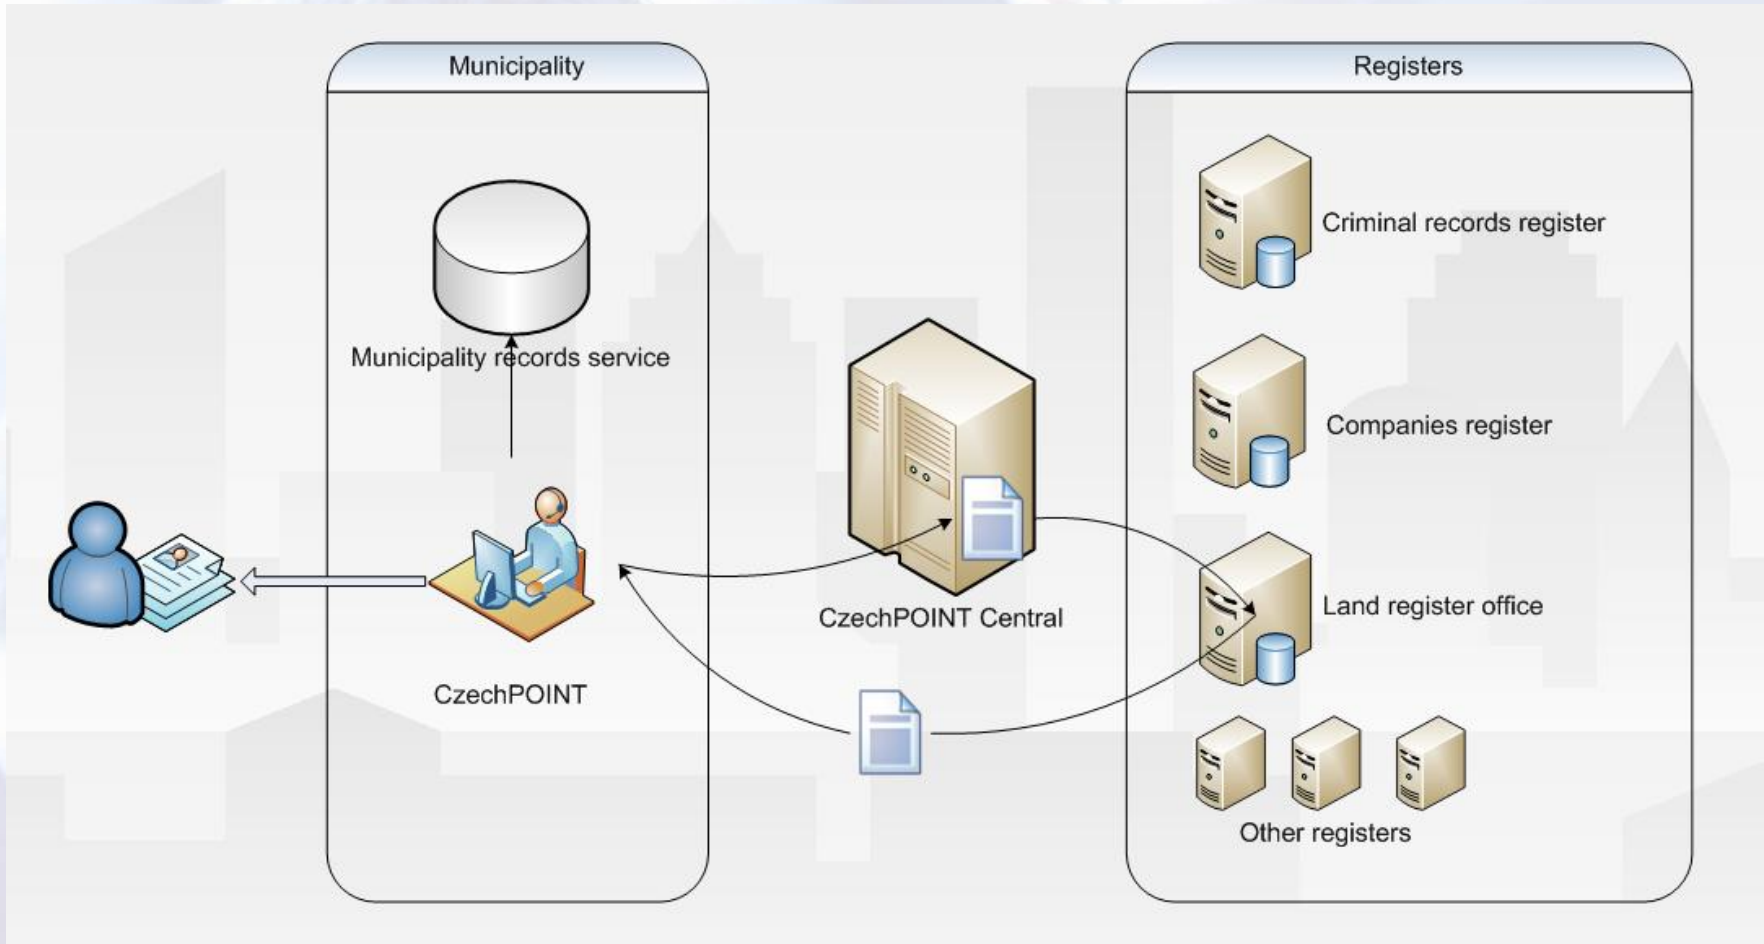 Municipality
Registers
Criminal records register
Municipality records service
Companies register
CzechPOINT Central
Land register office
CzechPOINT
Other registers